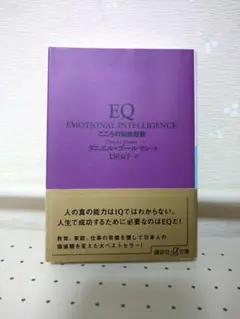 EQ
EMOTIONAL INTELLIGENCE
こころの知能指数
ダニエル・ゴールマン 著
土屋京子 訳
人の真の能力はIQではわからない。
人生で成功するために必要なのはEQだ!
教育、家庭、仕事の常識を覆して日本人の
価値観を変えた大ベストセラー!
講談社+α文庫